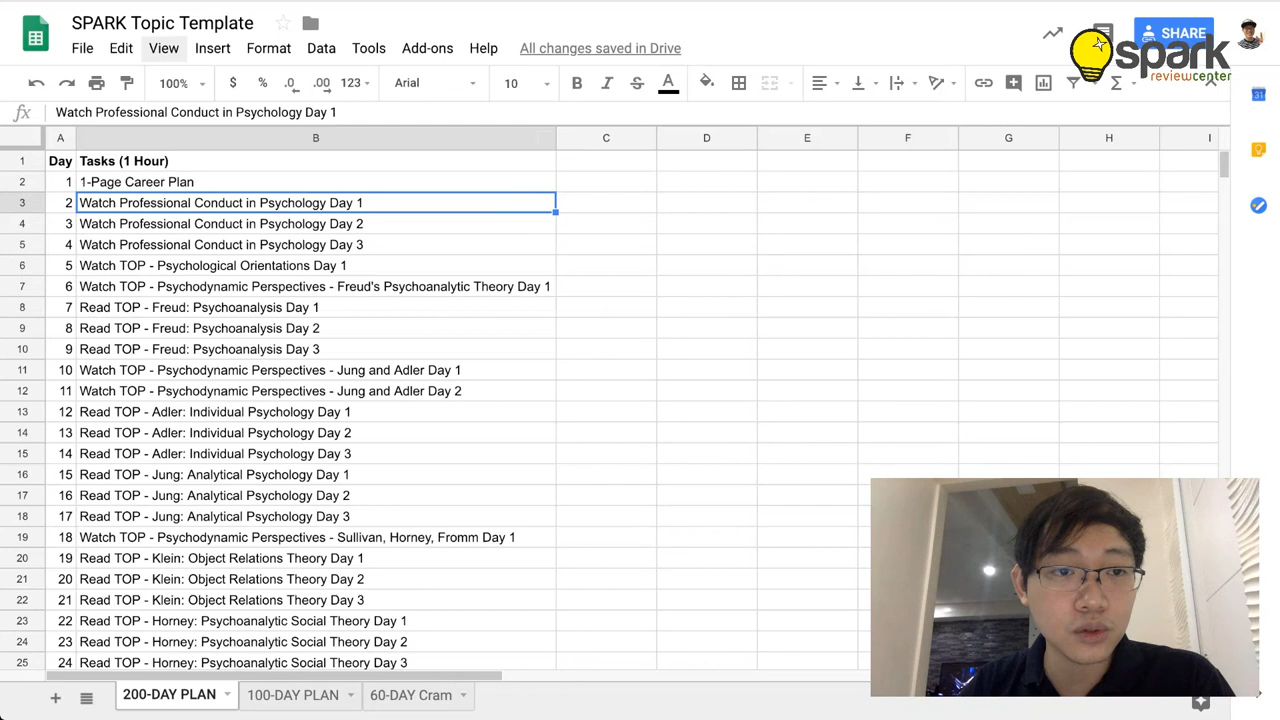 SPARK Topic Template
SHARE
File Edit View Insert Format Data Tools Add-ons Help All changes saved in Drive
spark
reviewcenter
100% $ % .0 .00 123 Arial 10 B I S A
fx Watch Professional Conduct in Psychology Day 1
A B C D E F G H I
1 Day Tasks (1 Hour)
2 1 1-Page Career Plan
3 2 Watch Professional Conduct in Psychology Day 1
4 3 Watch Professional Conduct in Psychology Day 2
5 4 Watch Professional Conduct in Psychology Day 3
6 5 Watch TOP - Psychological Orientations Day 1
7 6 Watch TOP - Psychodynamic Perspectives - Freud's Psychoanalytic Theory Day 1
8 7 Read TOP - Freud: Psychoanalysis Day 1
9 8 Read TOP - Freud: Psychoanalysis Day 2
10 9 Read TOP - Freud: Psychoanalysis Day 3
11 10 Watch TOP - Psychodynamic Perspectives - Jung and Adler Day 1
12 11 Watch TOP - Psychodynamic Perspectives - Jung and Adler Day 2
13 12 Read TOP - Adler: Individual Psychology Day 1
14 13 Read TOP - Adler: Individual Psychology Day 2
15 14 Read TOP - Adler: Individual Psychology Day 3
16 15 Read TOP - Jung: Analytical Psychology Day 1
17 16 Read TOP - Jung: Analytical Psychology Day 2
18 17 Read TOP - Jung: Analytical Psychology Day 3
19 18 Watch TOP - Psychodynamic Perspectives - Sullivan, Horney, Fromm Day 1
20 19 Read TOP - Klein: Object Relations Theory Day 1
21 20 Read TOP - Klein: Object Relations Theory Day 2
22 21 Read TOP - Klein: Object Relations Theory Day 3
23 22 Read TOP - Horney: Psychoanalytic Social Theory Day 1
24 23 Read TOP - Horney: Psychoanalytic Social Theory Day 2
25 24 Read TOP - Horney: Psychoanalytic Social Theory Day 3
200-DAY PLAN 100-DAY PLAN 60-DAY Cram